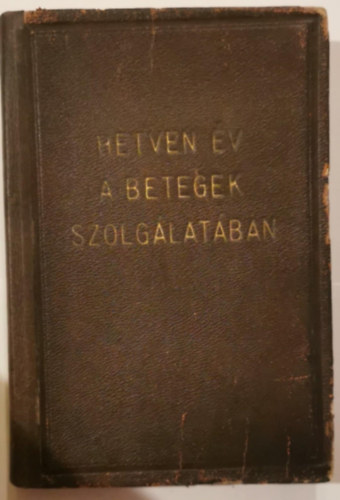 HETVEN ÉV
A BETEGEK
SZOLGÁLATÁBAN